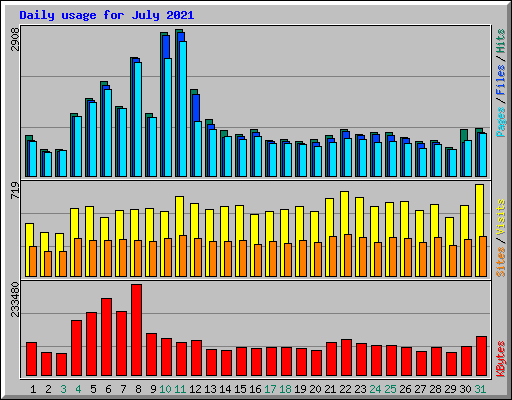 Daily usage for July 2021
2908
Pages / Files / Hits
719
Sites / Visits
233480
KBytes
1 2 3 4 5 6 7 8 9 10 11 12 13 14 15 16 17 18 19 20 21 22 23 24 25 26 27 28 29 30 31